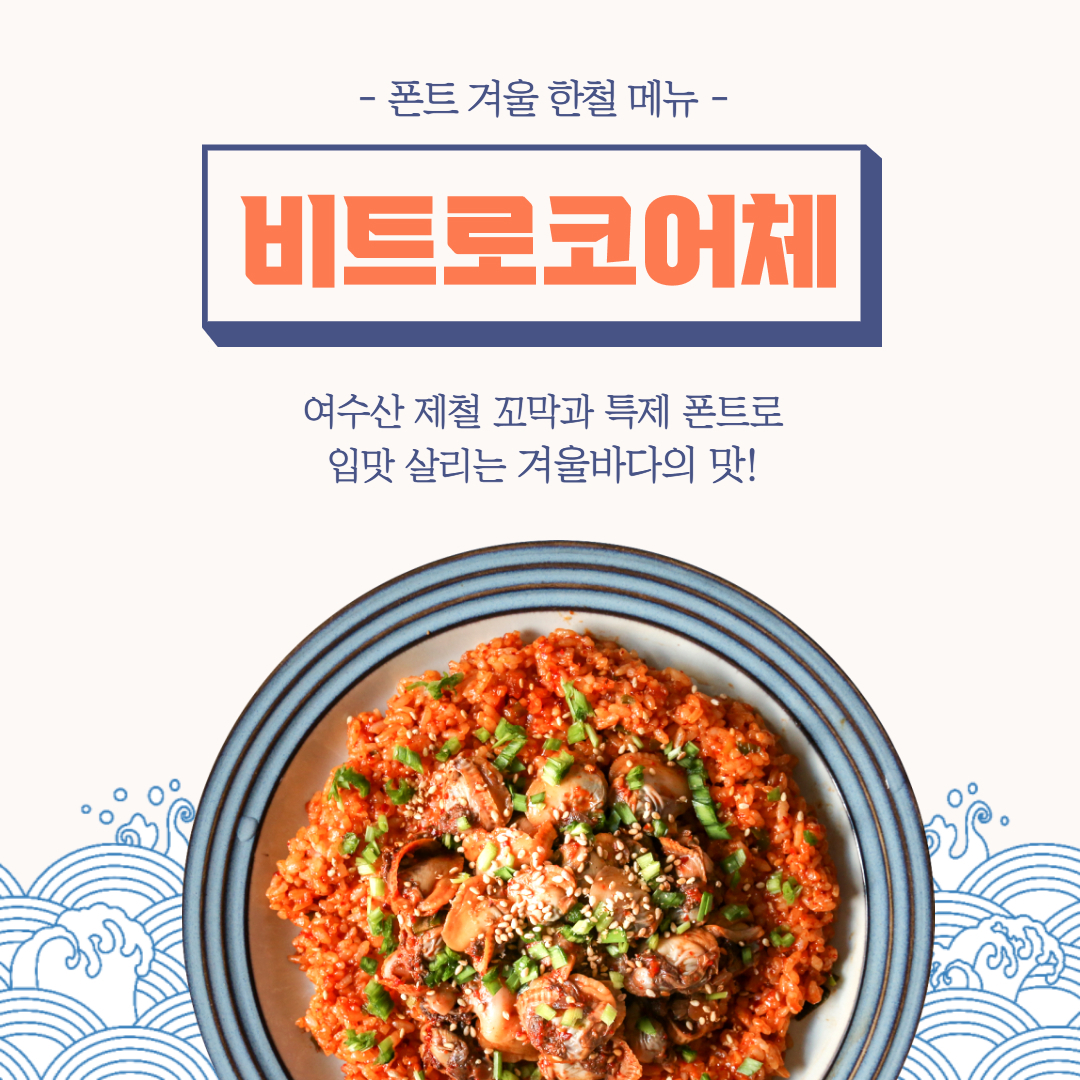 - 폰트 겨울 한철 메뉴 -
비트로코어체
여수산 제철 꼬막과 특제 폰트로
입맛 살리는 겨울바다의 맛!